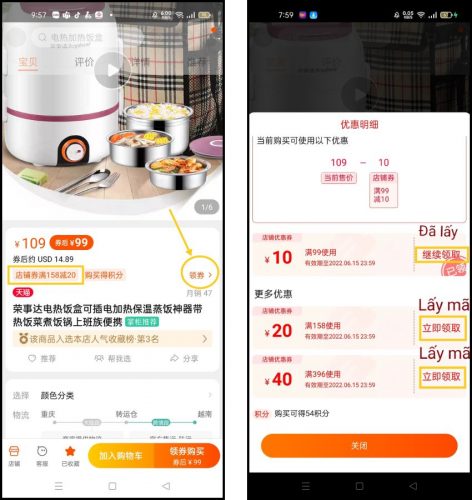 9:57
电热加热饭盒
宝贝 评价 详情 推荐
1/6
¥109 券后¥99
券后约 USD 14.89
店铺券满158减20 购买得积分 领券 >
天猫 月销 47
荣事达电热饭盒可插电加热保温蒸饭神器带
热饭菜煮饭锅上班族便携 掌柜推荐
该商品入选本店人气收藏榜·第3名 >
推荐 帮我选 分享
选择 颜色分类
物流 重庆 转运仓 越南
店铺 客服 已收藏 加入购物车 领券购买
券后 ¥99
7:59
优惠明细
当前购买可使用以下优惠
109 – 10
当前售价 店铺券
满99
减10
Đã lấy
店铺优惠券
¥10 满99使用 继续领取
有效期至2022.06.15 23:59
更多优惠
Lấy mã
店铺优惠券
¥20 满158使用 立即领取
有效期至2022.06.15 23:59
Lấy mã
店铺优惠券
¥40 满396使用 立即领取
有效期至2022.06.15 23:59
积分 购买可得54积分
关闭